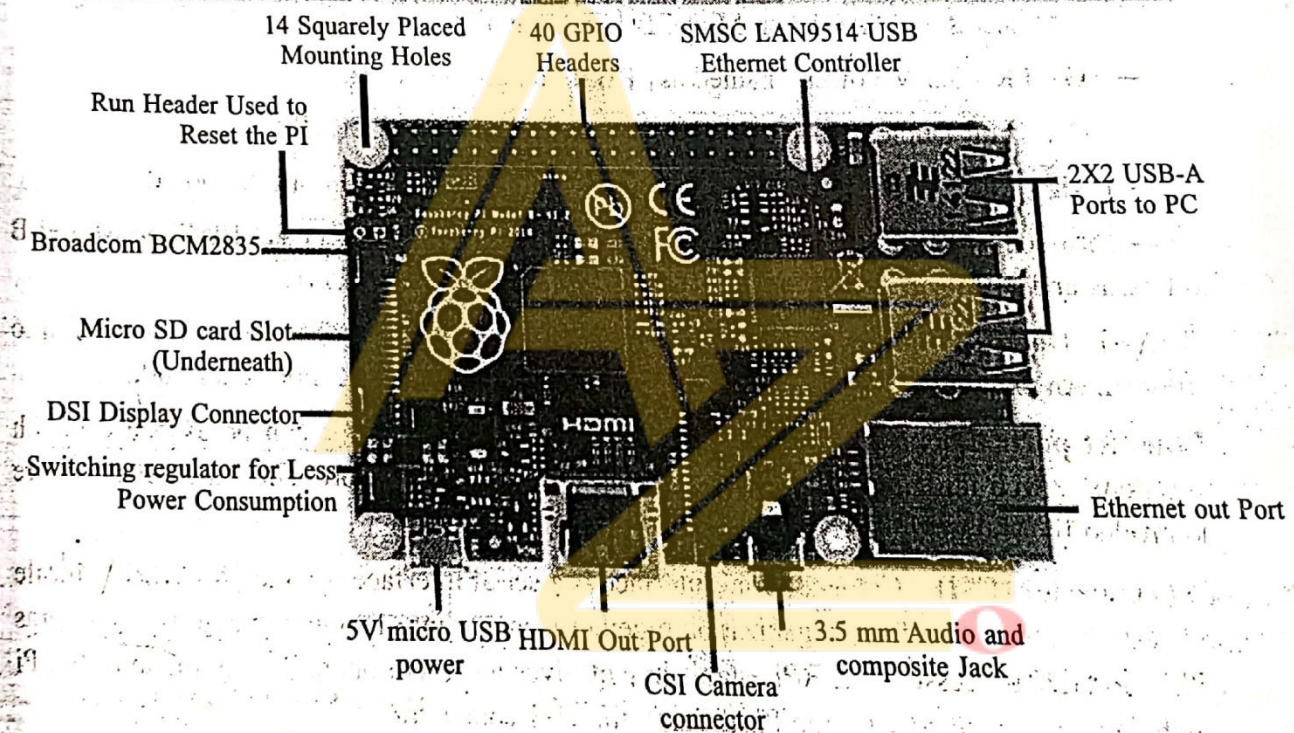 14 Squarely Placed
Mounting Holes
40 GPIO
Headers
SMSC LAN9514 USB
Ethernet Controller
Run Header Used to
Reset the PI
2X2 USB-A
Ports to PC
Broadcom BCM2835
Micro SD card Slot
(Underneath)
DSI Display Connector
HDMI
Switching regulator for Less
Power Consumption
Ethernet out Port
5V micro USB
power
HDMI Out Port
3.5 mm Audio and
composite Jack
CSI Camera
connector